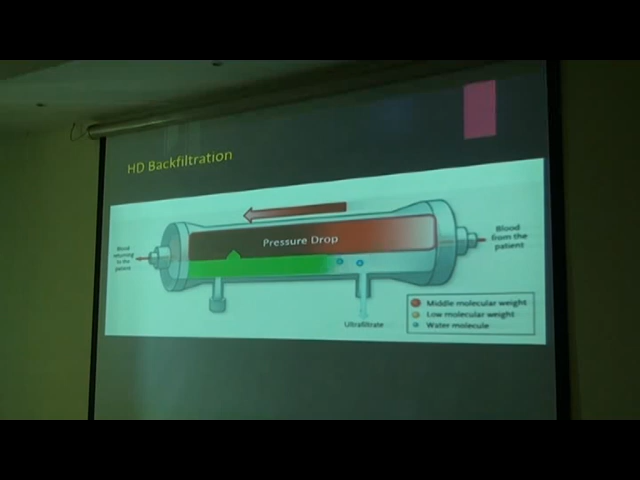 HD Backfiltration
Pressure Drop
Blood
returning
to the
patient
Blood
from the
patient
Ultrafiltrate
Middle molecular weight
Low molecular weight
Water molecule